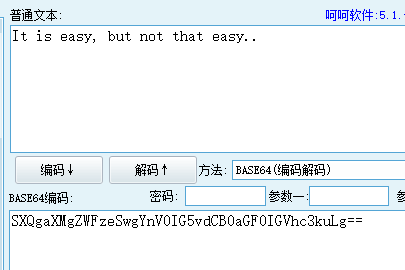 普通文本:
呵呵软件:5.1.
It is easy, but not that easy..
编码↓
解码↑
方法:
BASE64(编码解码)
BASE64编码:
密码:
参数一:
SXQgaXMgZWFzeSwgYnV0IG5vdCB0aGF0IGVhc3kuLg==